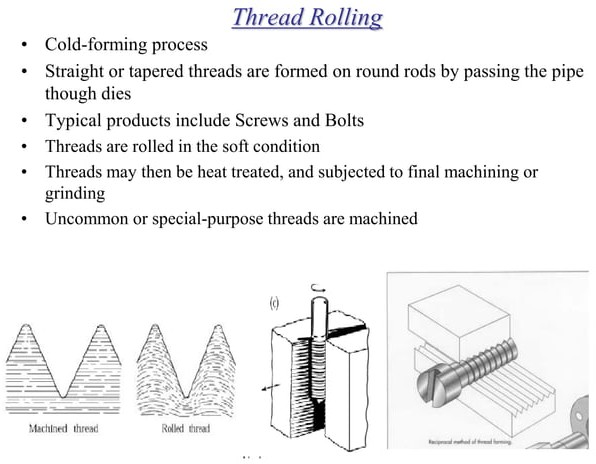 Thread Rolling
• Cold-forming process
• Straight or tapered threads are formed on round rods by passing the pipe
though dies
• Typical products include Screws and Bolts
• Threads are rolled in the soft condition
• Threads may then be heat treated, and subjected to final machining or
grinding
• Uncommon or special-purpose threads are machined
(c)
Machined thread
Rolled thread
Reciprocal method of thread forming.